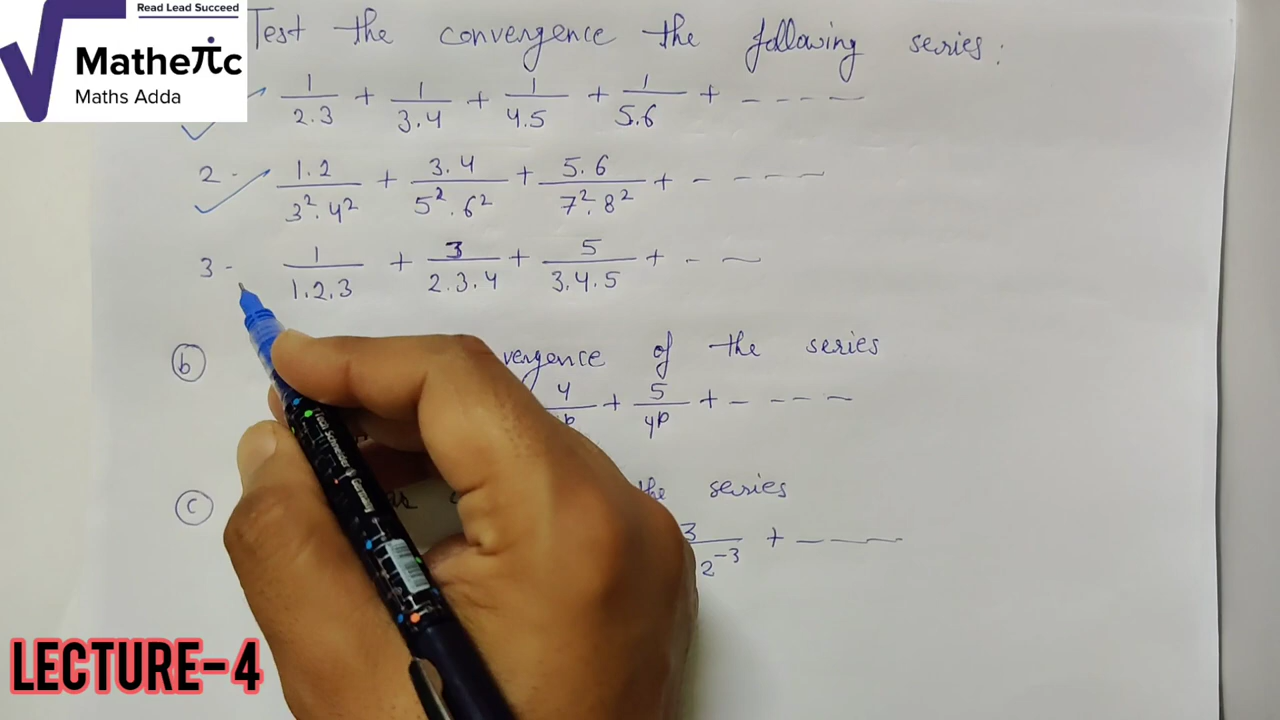 Read Lead Succeed
Matheπc
Maths Adda
Test the convergence the following series:
1/2.3 + 1/3.4 + 1/4.5 + 1/5.6 + ----
2- 1.2/3².4² + 3.4/5².6² + 5.6/7².8² + ----
3- 1/1.2.3 + 3/2.3.4 + 5/3.4.5 + ---
b vergence of the series
4 + 5/4p + ----
c the series
3 2⁻³ + ---
Tecx) Schneider Germany
LECTURE-4